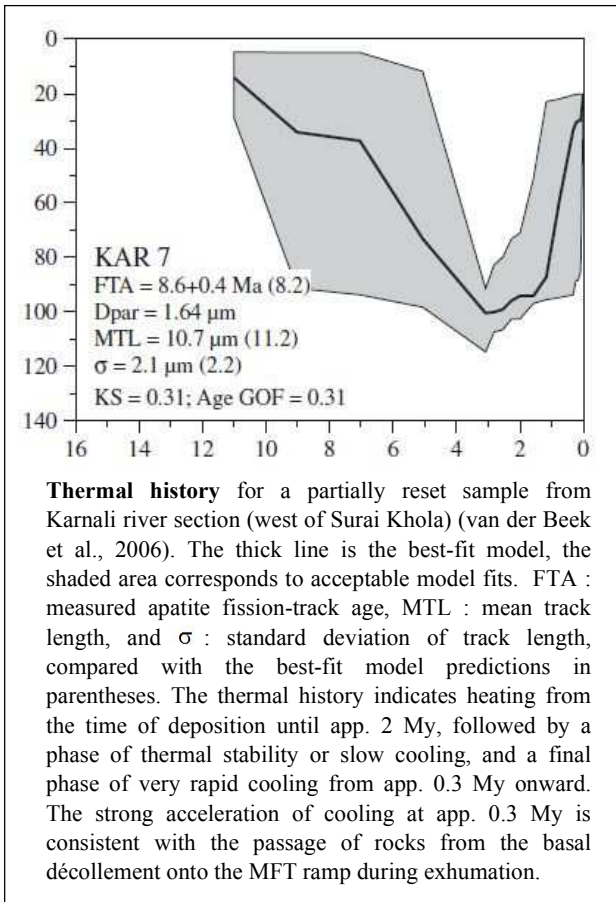 0
20
40
60
80
100
120
140
KAR 7
FTA = 8.6+0.4 Ma (8.2)
Dpar = 1.64 μm
MTL = 10.7 μm (11.2)
σ = 2.1 μm (2.2)
KS = 0.31; Age GOF = 0.31
16 14 12 10 8 6 4 2 0
Thermal history for a partially reset sample from
Karnali river section (west of Surai Khola) (van der Beek
et al., 2006). The thick line is the best-fit model, the
shaded area corresponds to acceptable model fits. FTA :
measured apatite fission-track age, MTL : mean track
length, and σ : standard deviation of track length,
compared with the best-fit model predictions in
parentheses. The thermal history indicates heating from
the time of deposition until app. 2 My, followed by a
phase of thermal stability or slow cooling, and a final
phase of very rapid cooling from app. 0.3 My onward.
The strong acceleration of cooling at app. 0.3 My is
consistent with the passage of rocks from the basal
décollement onto the MFT ramp during exhumation.